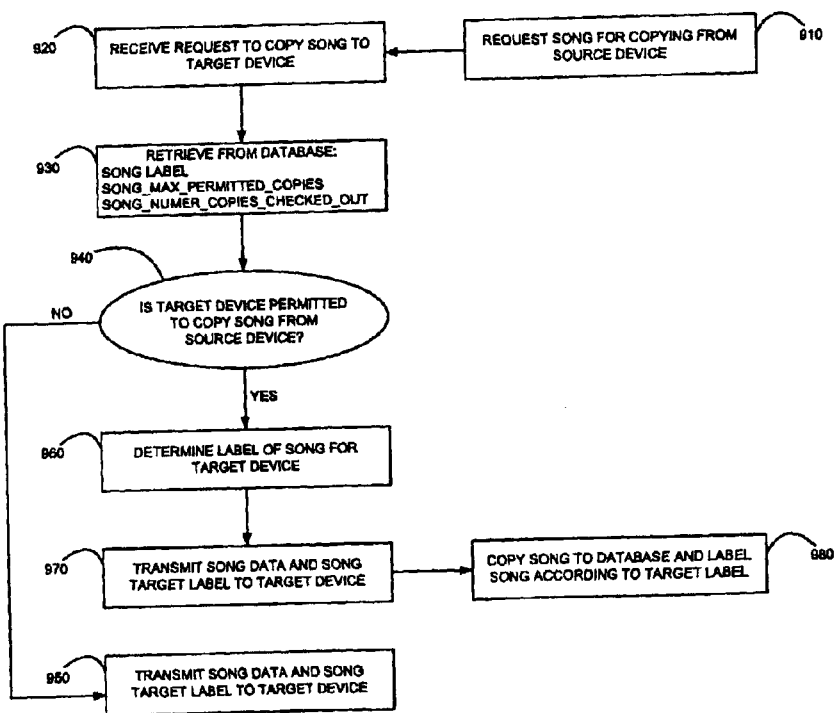 920
RECEIVE REQUEST TO COPY SONG TO
TARGET DEVICE
REQUEST SONG FOR COPYING FROM
SOURCE DEVICE
910
930
RETRIEVE FROM DATABASE:
SONG LABEL
SONG_MAX_PERMITTED_COPIES
SONG_NUMER_COPIES_CHECKED_OUT
940
IS TARGET DEVICE PERMITTED
TO COPY SONG FROM
SOURCE DEVICE?
NO
YES
960
DETERMINE LABEL OF SONG FOR
TARGET DEVICE
970
TRANSMIT SONG DATA AND SONG
TARGET LABEL TO TARGET DEVICE
COPY SONG TO DATABASE AND LABEL
SONG ACCORDING TO TARGET LABEL
980
950
TRANSMIT SONG DATA AND SONG
TARGET LABEL TO TARGET DEVICE